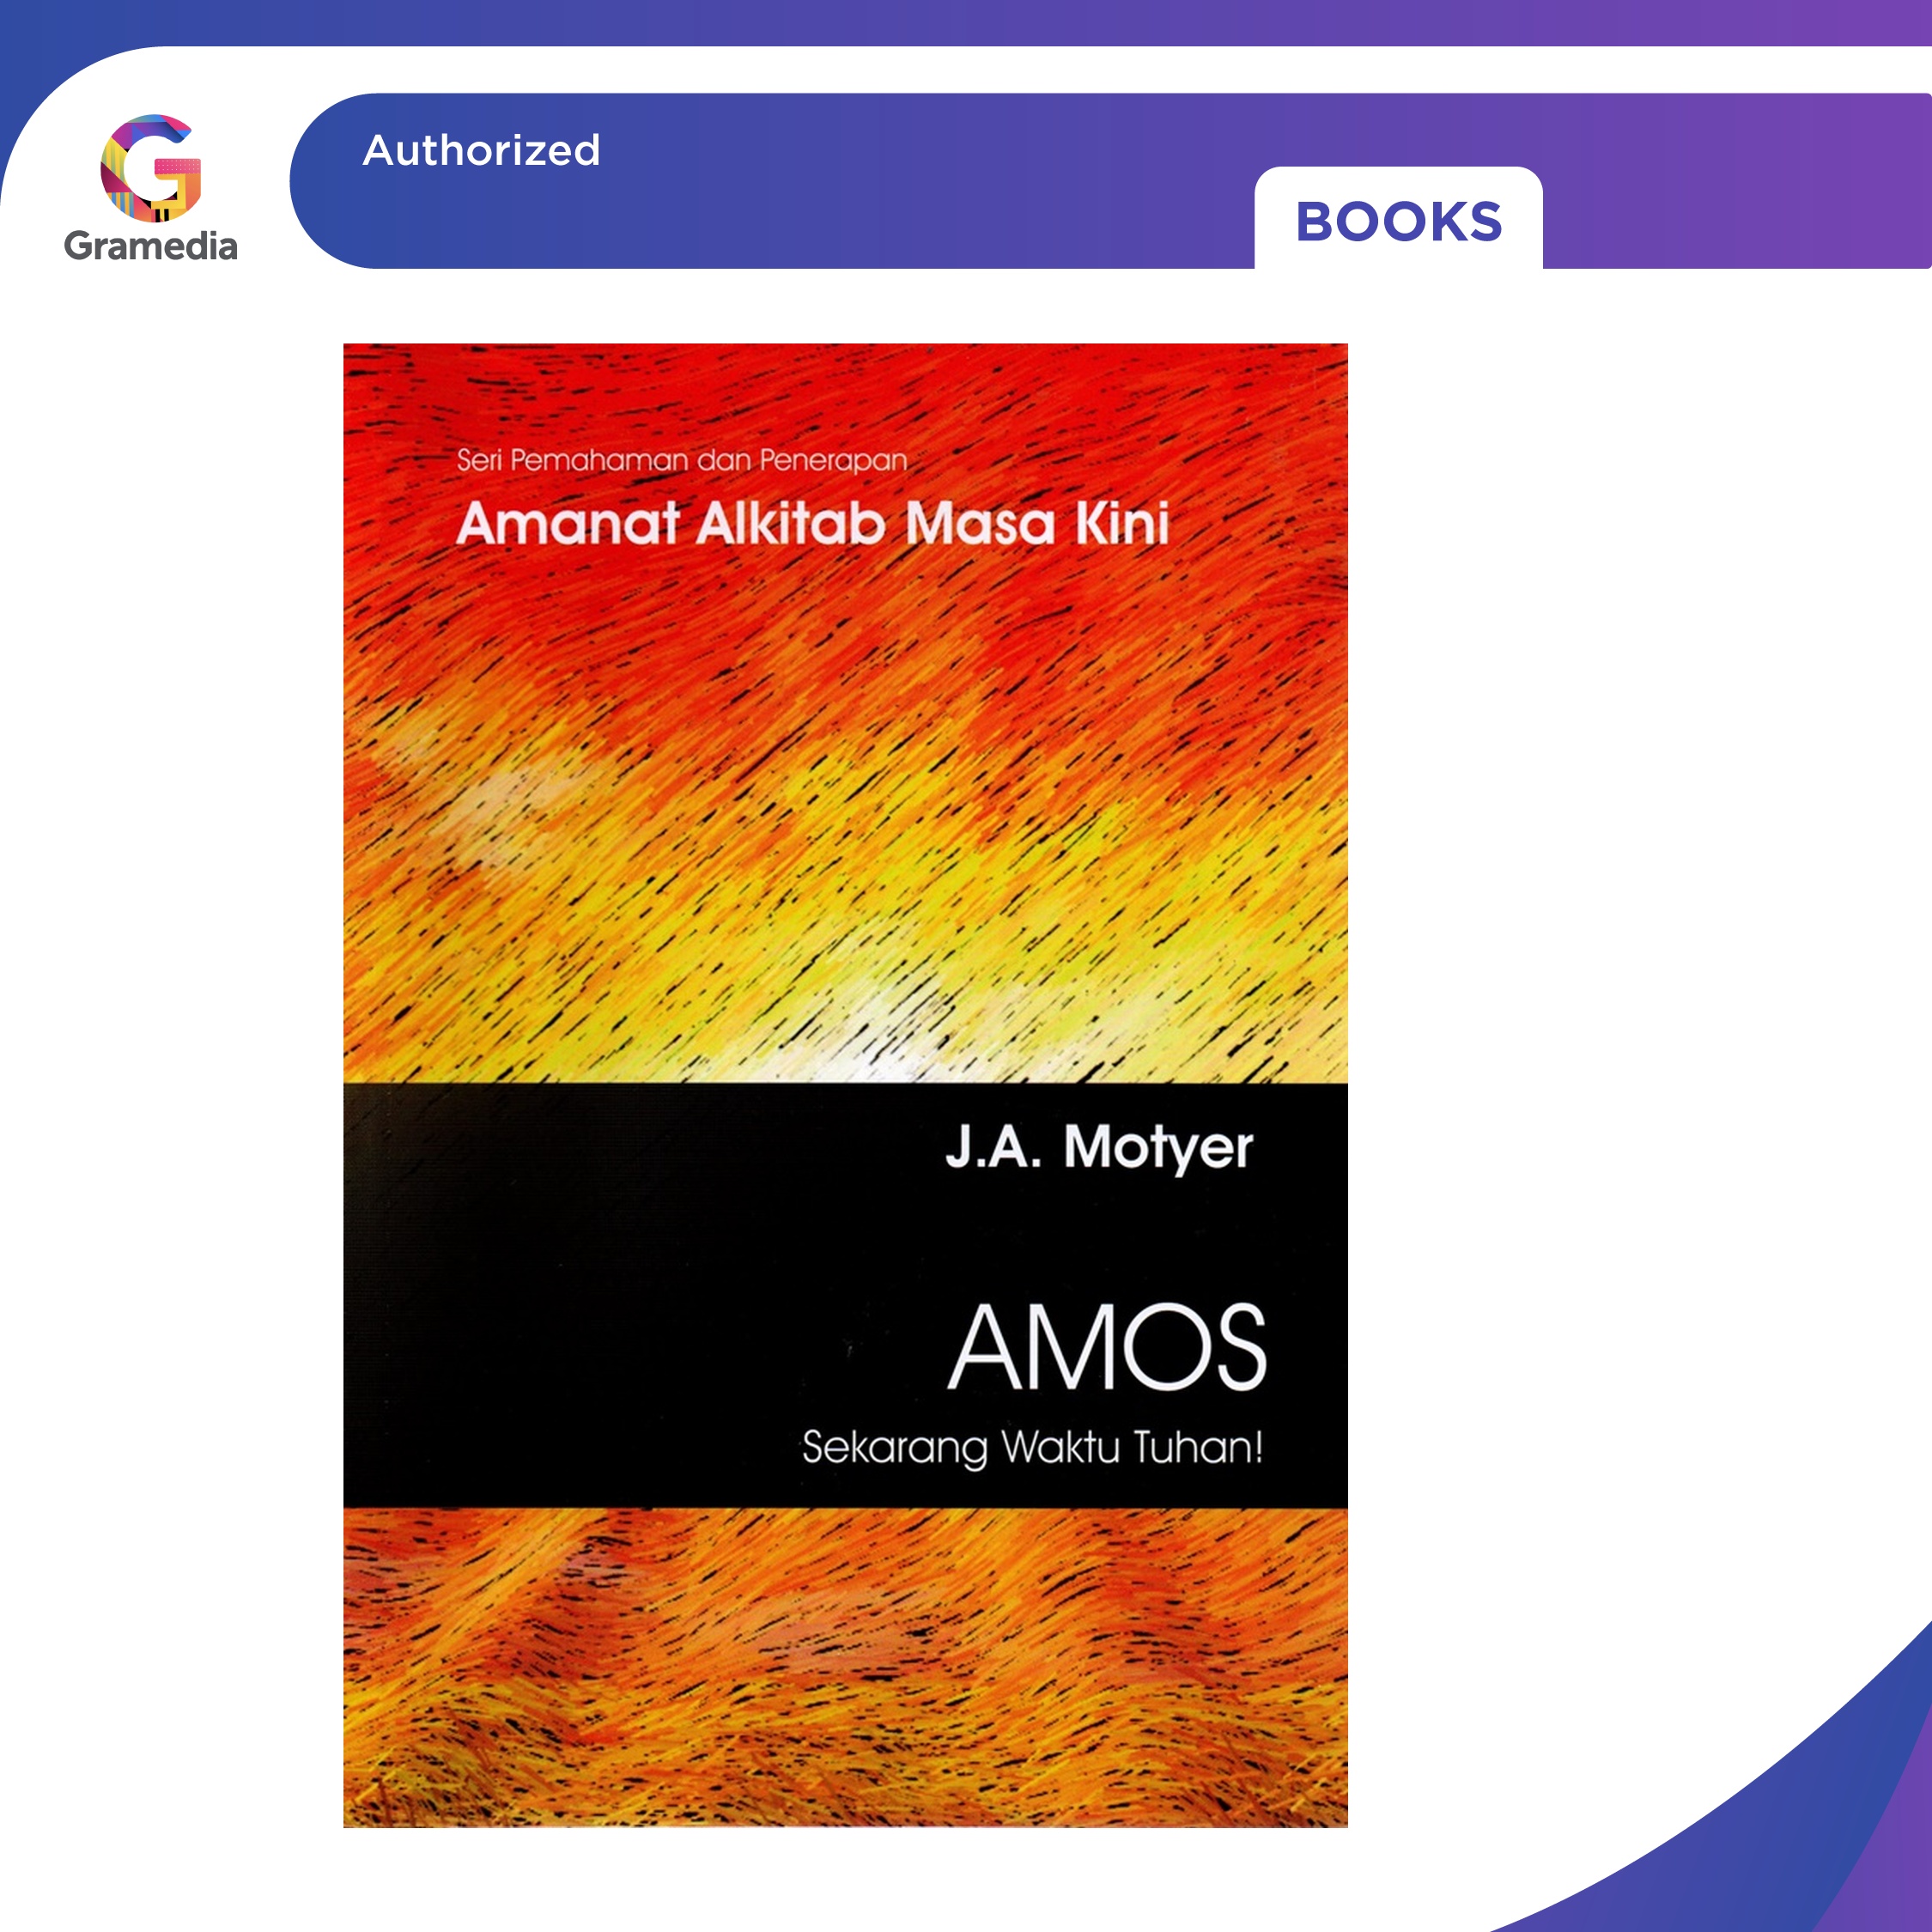 Gramedia
Authorized
BOOKS
Seri Pemahaman dan Penerapan
Amanat Alkitab Masa Kini
J.A. Motyer
AMOS
Sekarang Waktu Tuhan!